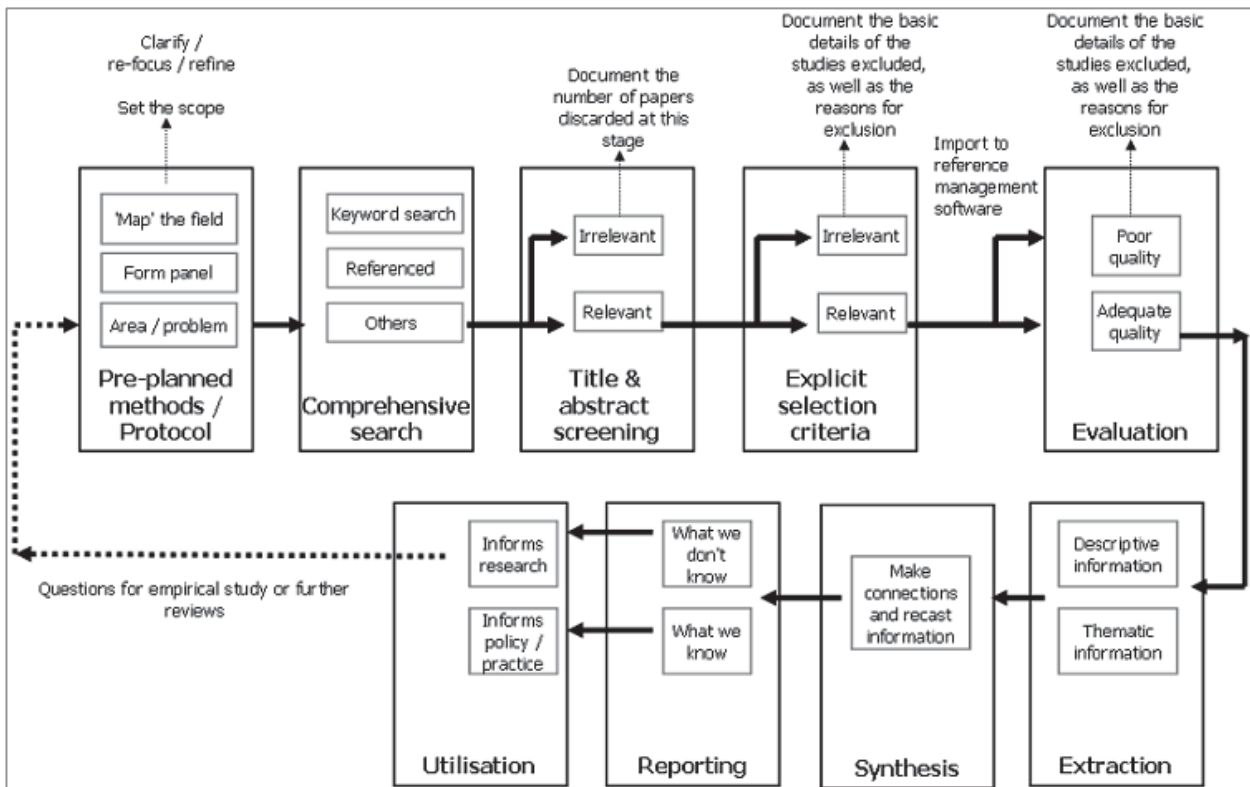 Clarify /
re-focus / refine
Set the scope
'Map' the field
Form panel
Area / problem
Pre-planned
methods /
Protocol
Keyword search
Referenced
Others
Comprehensive
search
Document the
number of papers
discarded at this
stage
Irrelevant
Relevant
Title &
abstract
screening
Document the basic
details of the
studies excluded,
as well as the
reasons for
exclusion
Irrelevant
Relevant
Explicit
selection
criteria
Import to
reference
management
software
Document the basic
details of the
studies excluded,
as well as the
reasons for
exclusion
Poor
quality
Adequate
quality
Evaluation
Descriptive
information
Thematic
information
Extraction
Make
connections
and recast
information
Synthesis
What we
don't
know
What we
know
Reporting
Informs
research
Informs
policy /
practice
Utilisation
Questions for empirical study or further
reviews